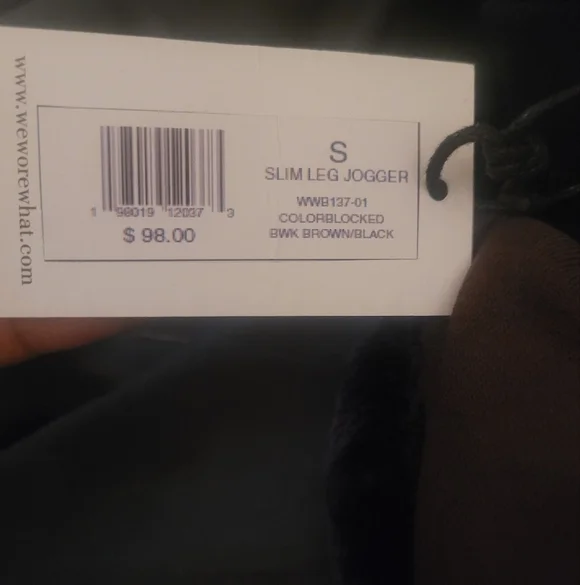 www.weworewhat.com
S
SLIM LEG JOGGER
WWB137-01
COLORBLOCKED
BWK BROWN/BLACK
1 98019 12037 3
$ 98.00